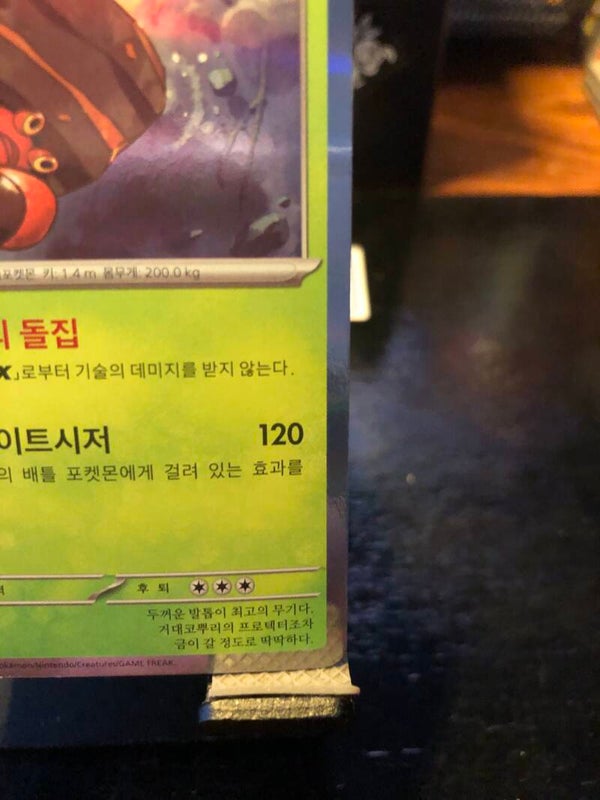 포켓몬 키: 1.4 m 몸무게: 200.0 kg
돌집
」로부터 기술의 데미지를 받지 않는다.
이트시저 120
의 배틀 포켓몬에게 걸려 있는 효과를
후퇴
두꺼운 발톱이 최고의 무기다.
거대코뿌리의 프로텍터조차
금이 갈 정도로 딱딱하다.
okémon/Nintendo/Creatures/GAME FREAK.